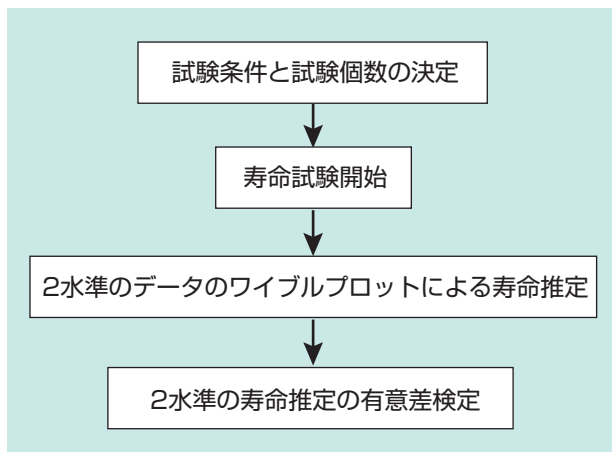 試験条件と試験個数の決定
寿命試験開始
2水準のデータのワイブルプロットによる寿命推定
2水準の寿命推定の有意差検定